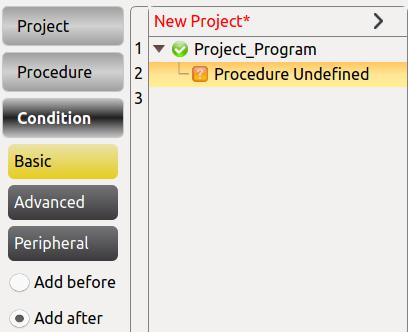 Project
Procedure
Condition
Basic
Advanced
Peripheral
Add before
Add after
New Project*
1 Project_Program
2 Procedure Undefined
3